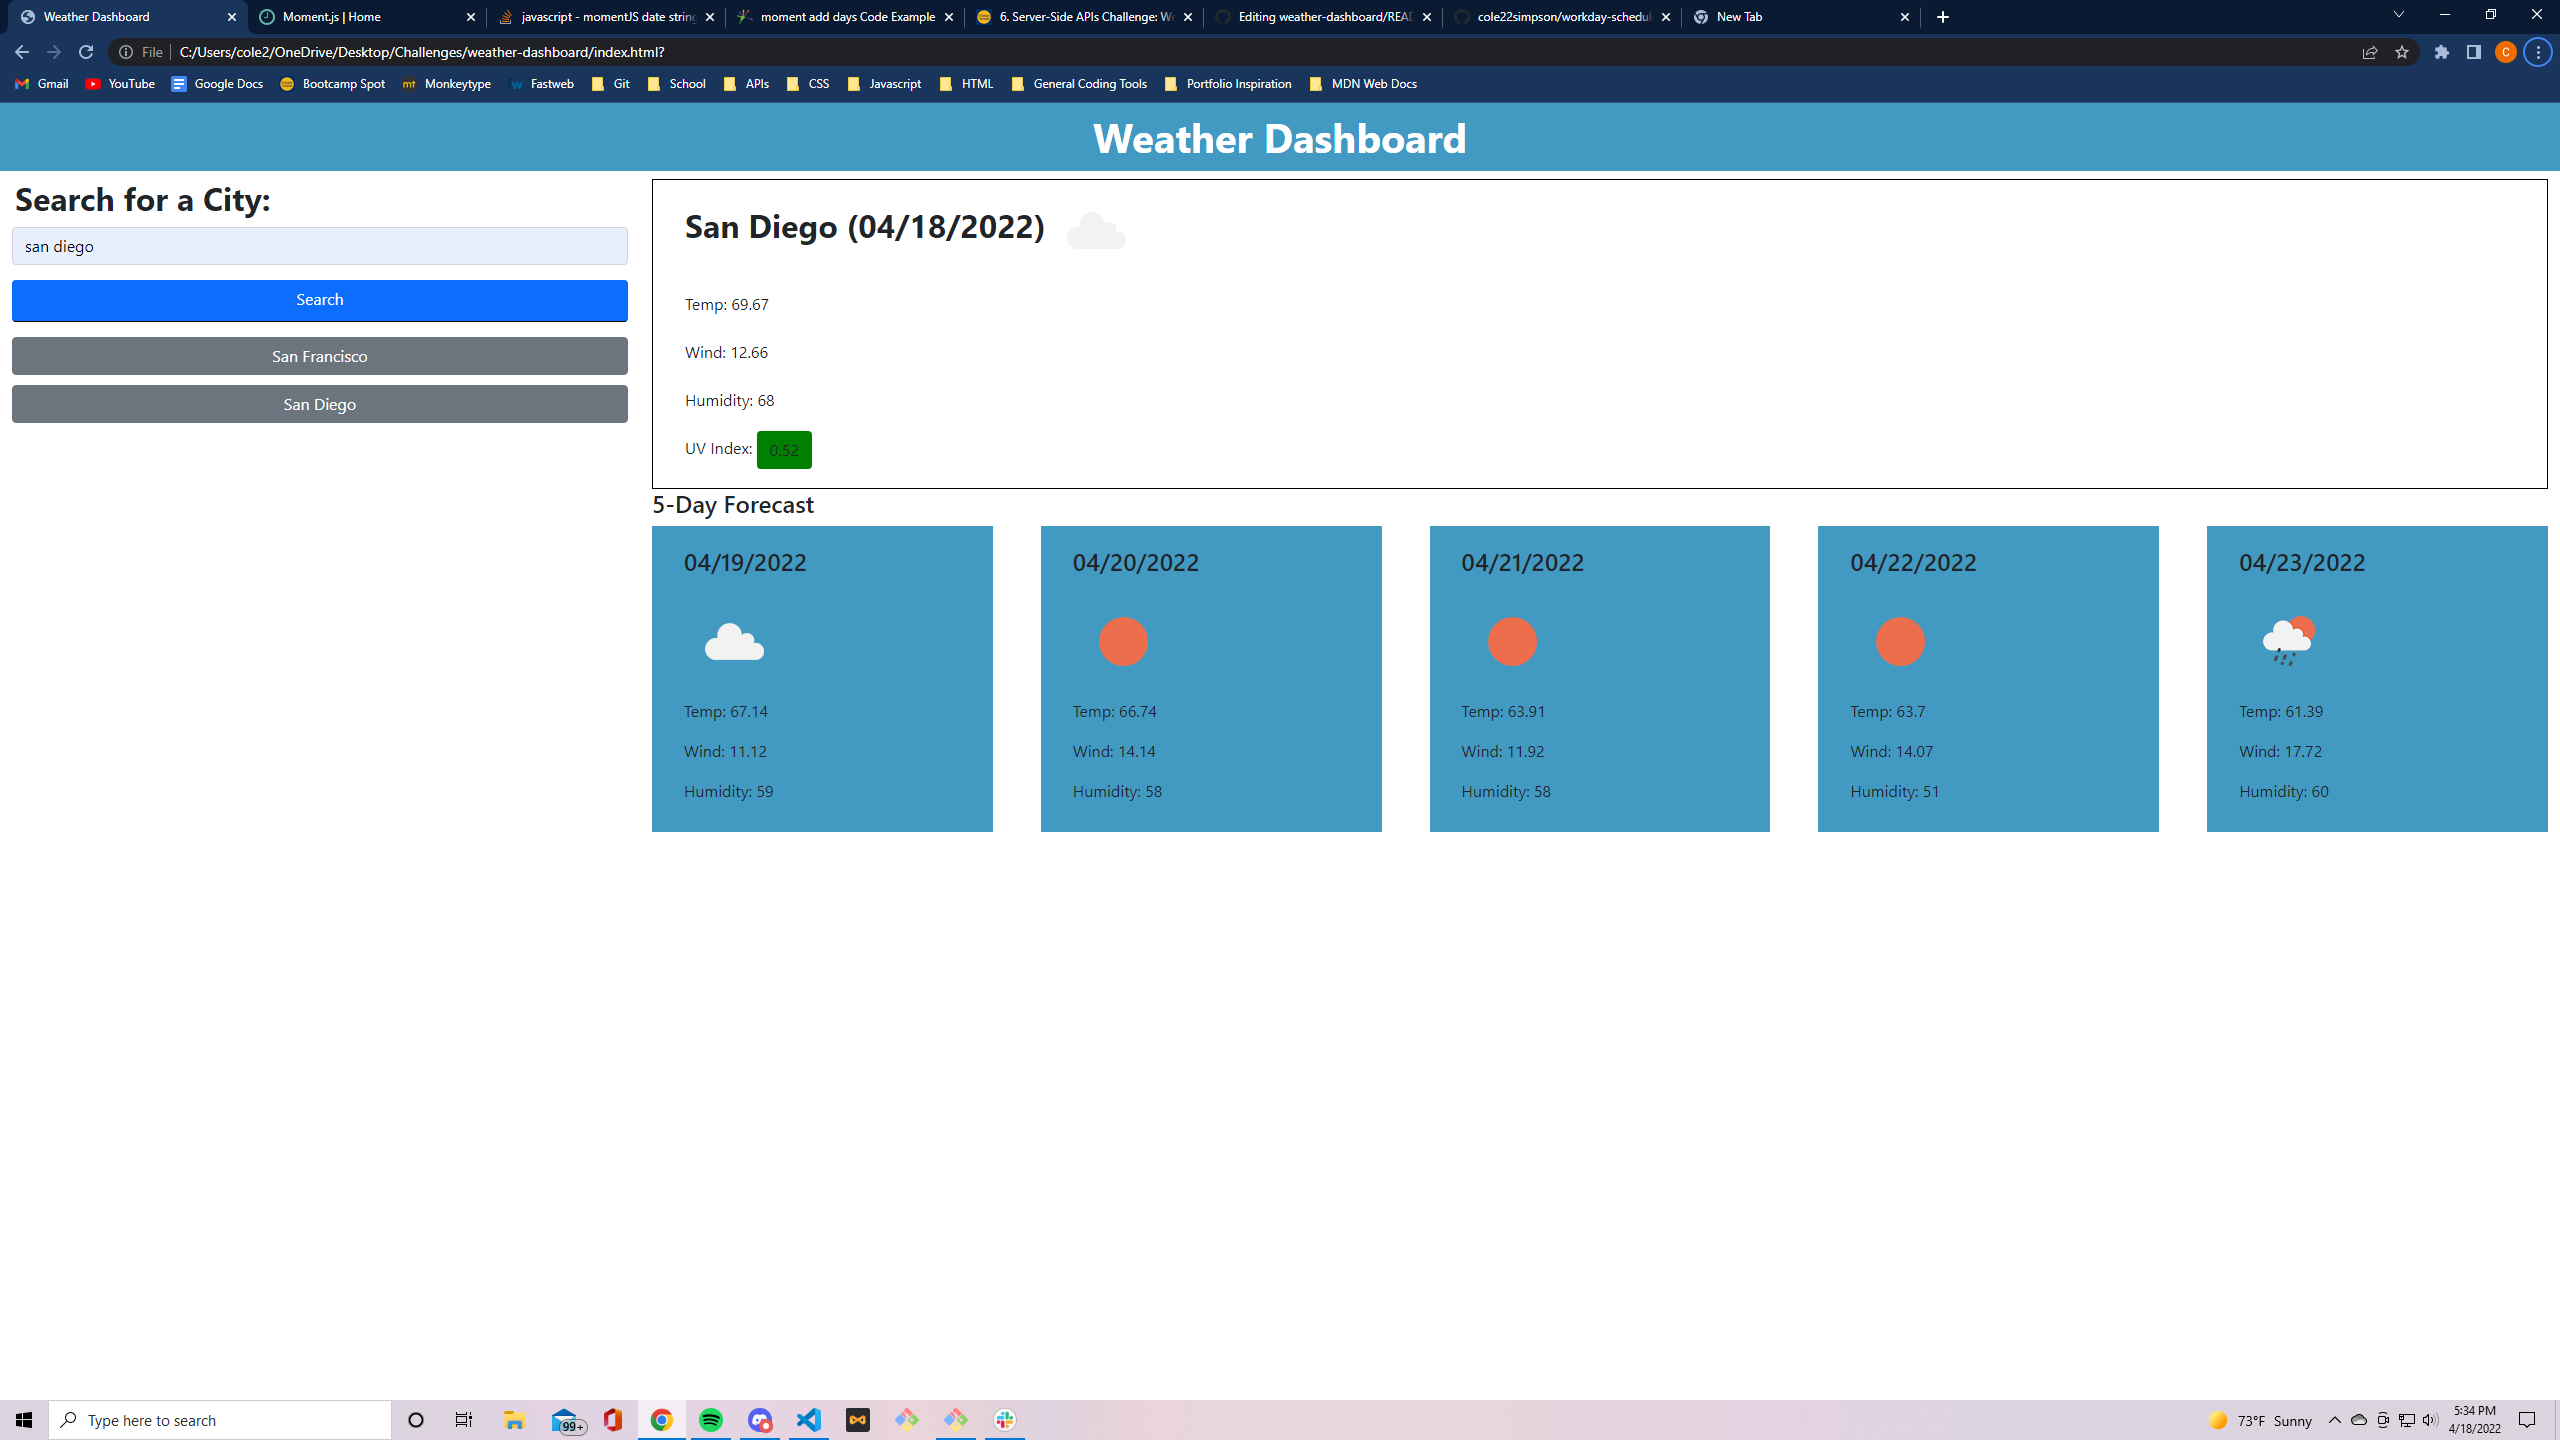 Weather Dashboard
Moment.js | Home
javascript - momentJS date string
moment add days Code Example
6. Server-Side APIs Challenge: We
Editing weather-dashboard/READ
cole22simpson/workday-schedul
New Tab
File
C:/Users/cole2/OneDrive/Desktop/Challenges/weather-dashboard/index.html?
C
Gmail
YouTube
Google Docs
Bootcamp Spot
mt
Monkeytype
w
Fastweb
Git
School
APIs
CSS
Javascript
HTML
General Coding Tools
Portfolio Inspiration
MDN Web Docs
Weather Dashboard
Search for a City:
san diego
Search
San Francisco
San Diego
San Diego (04/18/2022)
Temp: 69.67
Wind: 12.66
Humidity: 68
UV Index: 0.52
5-Day Forecast
04/19/2022
Temp: 67.14
Wind: 11.12
Humidity: 59
04/20/2022
Temp: 66.74
Wind: 14.14
Humidity: 58
04/21/2022
Temp: 63.91
Wind: 11.92
Humidity: 58
04/22/2022
Temp: 63.7
Wind: 14.07
Humidity: 51
04/23/2022
Temp: 61.39
Wind: 17.72
Humidity: 60
Type here to search
99+
73°F Sunny
5:34 PM
4/18/2022